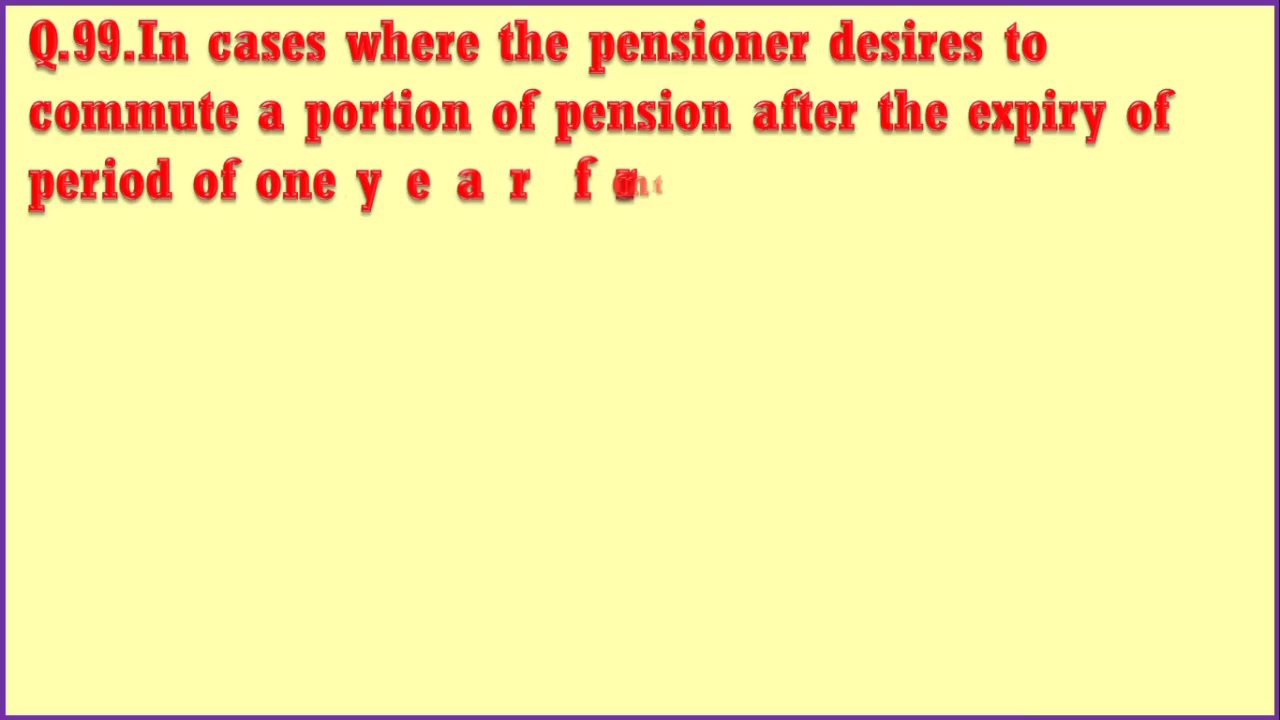 Q.99.In cases where the pensioner desires to
commute a portion of pension after the expiry of
period of one year